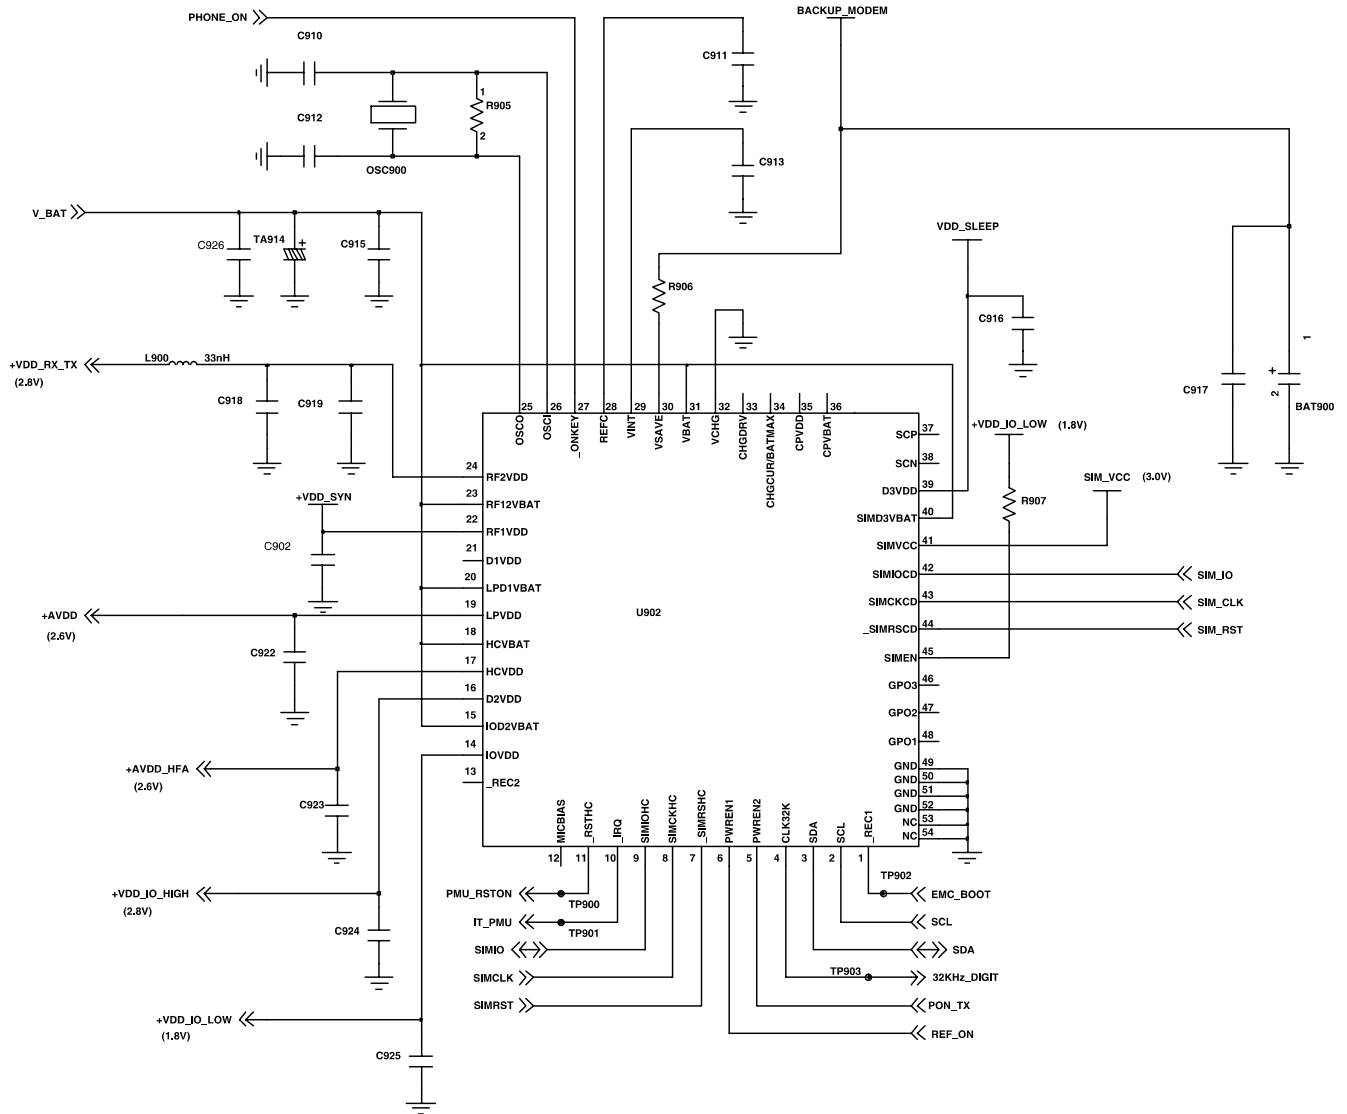 PHONE_ON
BACKUP_MODEM
C910
C911
1
R905
2
C912
OSC900
C913
V_BAT
C926
TA914
+
C915
VDD_SLEEP
R906
C916
+VDD_RX_TX
(2.8V)
L900
33nH
C918
C919
C917
1
+
2
BAT900
25 26 27 28 29 30 31 32 33 34 35 36
OSCO
OSCI
_ONKEY
REFC
VINT
VSAVE
VBAT
VCHG
CHGDRV
CHGCUR/BATMAX
CPVDD
CPVBAT
+VDD_IO_LOW (1.8V)
SIM_VCC (3.0V)
R907
+VDD_SYN
C902
24 RF2VDD
23 RF12VBAT
22 RF1VDD
21 D1VDD
20 LPD1VBAT
19 LPVDD
18 HCVBAT
17 HCVDD
16 D2VDD
15 IOD2VBAT
14 IOVDD
13 _REC2
U902
SCP 37
SCN 38
D3VDD 39
SIMD3VBAT 40
SIMVCC 41
SIMIOCD 42
SIMCKCD 43
_SIMRSCD 44
SIMEN 45
GPO3 46
GPO2 47
GPO1 48
GND 49
GND 50
GND 51
GND 52
NC 53
NC 54
SIM_IO
SIM_CLK
SIM_RST
+AVDD
(2.6V)
C922
+AVDD_HFA
(2.6V)
C923
MICBIAS
_RSTHC
_IRQ
SIMIOHC
SIMCKHC
_SIMRSHC
PWREN1
PWREN2
CLK32K
SDA
SCL
_REC1
12 11 10 9 8 7 6 5 4 3 2 1
+VDD_IO_HIGH
(2.8V)
C924
PMU_RSTON
TP900
IT_PMU
TP901
SIMIO
SIMCLK
SIMRST
TP902
EMC_BOOT
SCL
SDA
TP903
32KHz_DIGIT
PON_TX
REF_ON
+VDD_IO_LOW
(1.8V)
C925